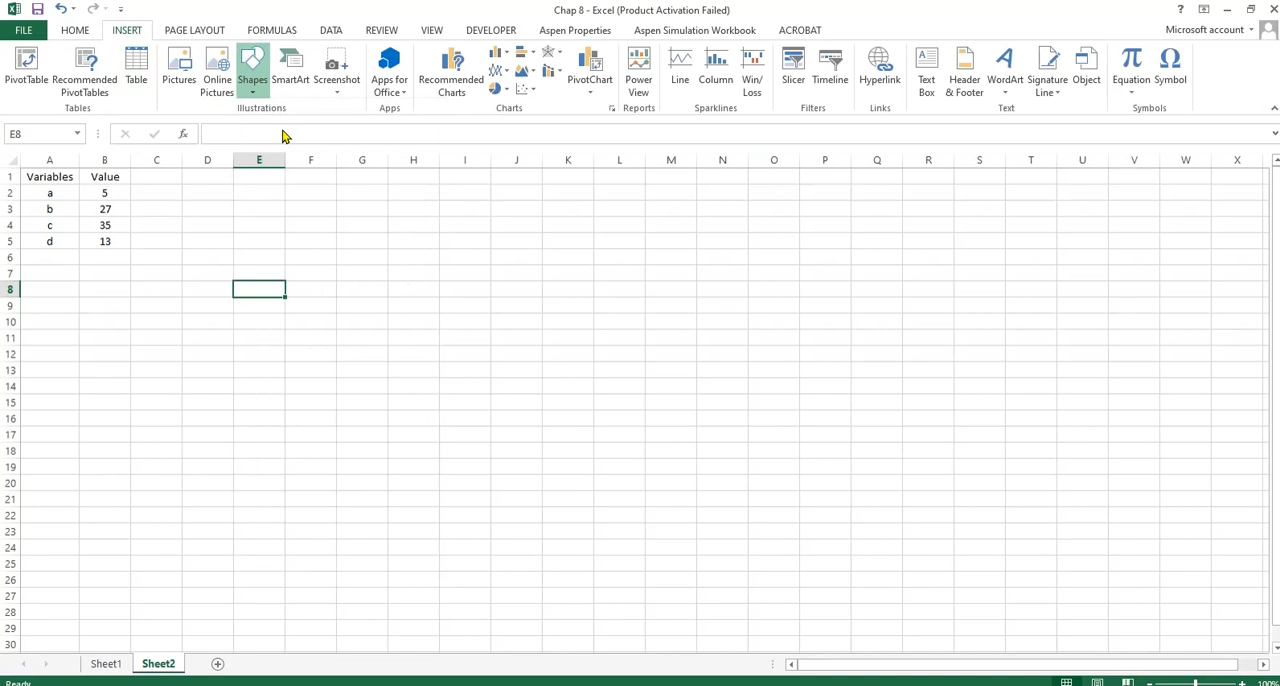 Chap 8 - Excel (Product Activation Failed)
?
FILE HOME INSERT PAGE LAYOUT FORMULAS DATA REVIEW VIEW DEVELOPER Aspen Properties Aspen Simulation Workbook ACROBAT Microsoft account
PivotTable Recommended PivotTables Table Pictures Online Pictures Shapes SmartArt Screenshot Apps for Office Recommended Charts PivotChart Power View Line Column Win/Loss Slicer Timeline Hyperlink Text Box Header & Footer WordArt Signature Line Object Equation Symbol
Tables Illustrations Apps Charts Reports Sparklines Filters Links Text Symbols
E8 fx
A B C D E F G H I J K L M N O P Q R S T U V W X
1 Variables Value
2 a 5
3 b 27
4 c 35
5 d 13
6
7
8
9
10
11
12
13
14
15
16
17
18
19
20
21
22
23
24
25
26
27
28
29
30
Sheet1 Sheet2
Ready 100%